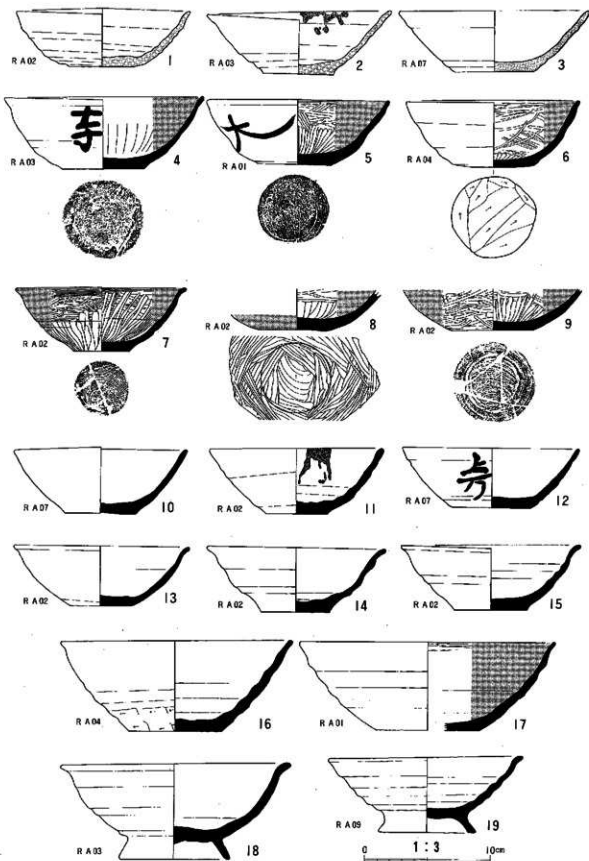 RA02 1
RA03 2
RA07 3
RA03 寺 4
RA01 大 5
RA04 6
RA02 7
RA02 8
RA02 9
RA07 10
RA02 11
RA07 12
RA02 13
RA02 14
RA02 15
RA04 16
RA01 17
RA03 18
RA09 19
1:3
0 10cm